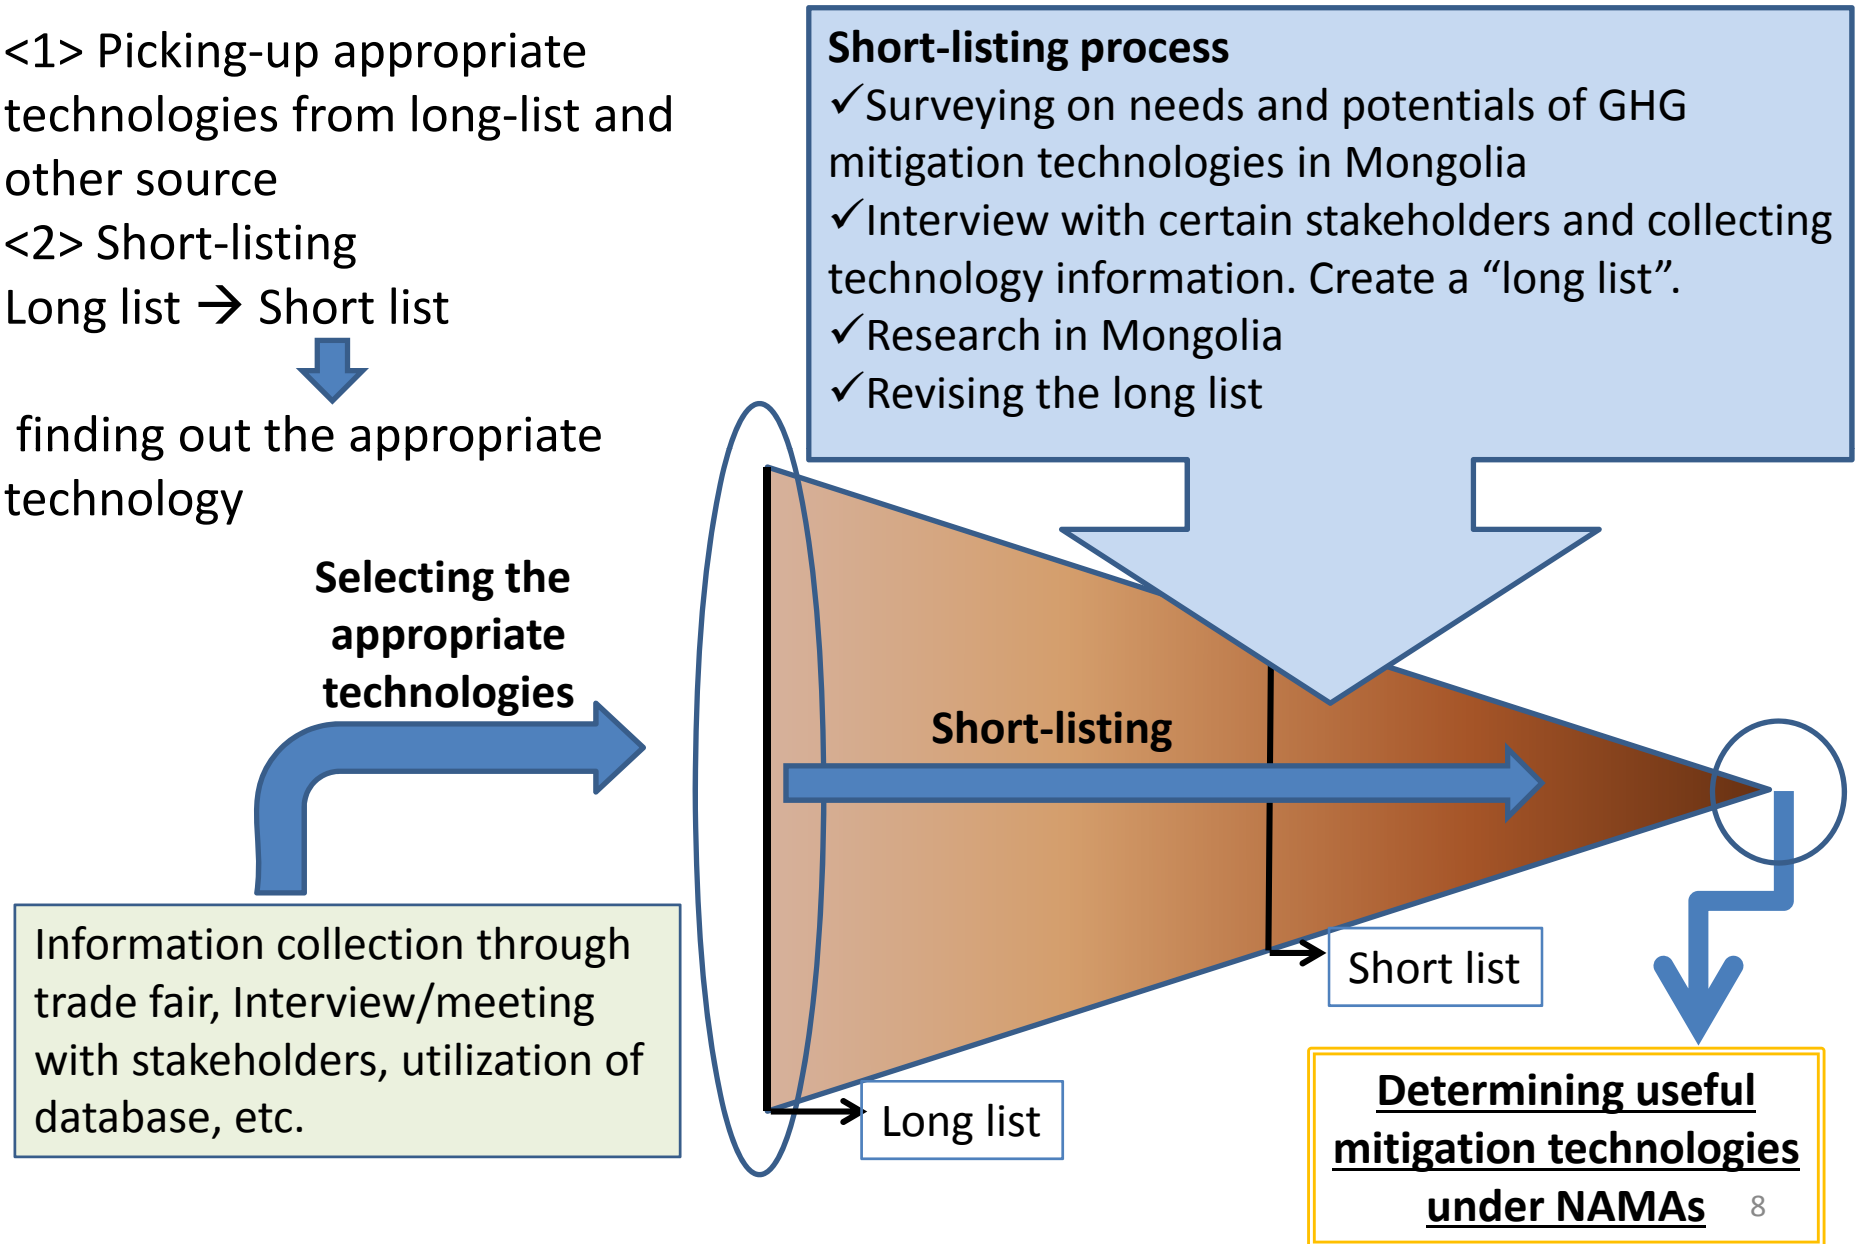 <1> Picking-up appropriate
technologies from long-list and
other source
<2> Short-listing
Long list → Short list
finding out the appropriate
technology
Short-listing process
✓Surveying on needs and potentials of GHG
mitigation technologies in Mongolia
✓Interview with certain stakeholders and collecting
technology information. Create a “long list”.
✓Research in Mongolia
✓Revising the long list
Selecting the
appropriate
technologies
Short-listing
Information collection through
trade fair, Interview/meeting
with stakeholders, utilization of
database, etc.
Short list
Long list
Determining useful
mitigation technologies
under NAMAs
8